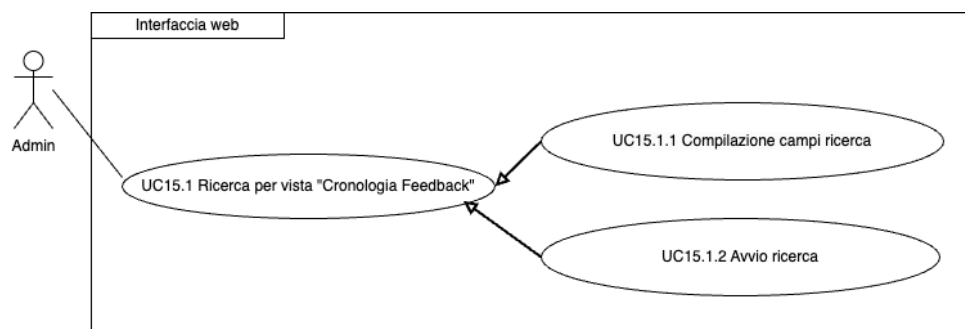 Interfaccia web
Admin
UC15.1.1 Compilazione campi ricerca
UC15.1 Ricerca per vista "Cronologia Feedback"
UC15.1.2 Avvio ricerca